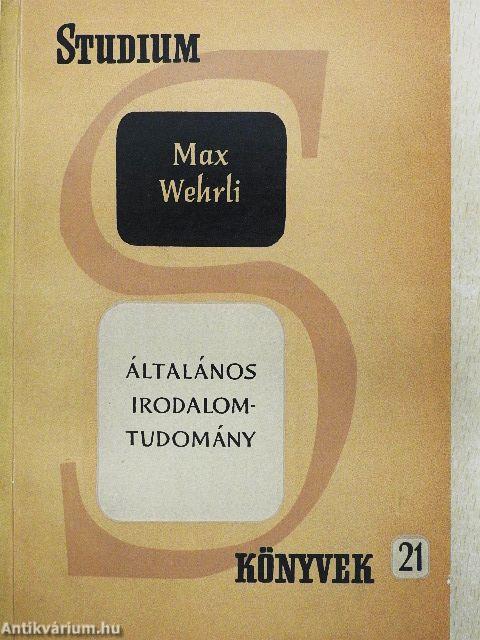 STUDIUM
Max
Wehrli
ÁLTALÁNOS
IRODALOM-
TUDOMÁNY
KÖNYVEK 21
Antikvárium.hu